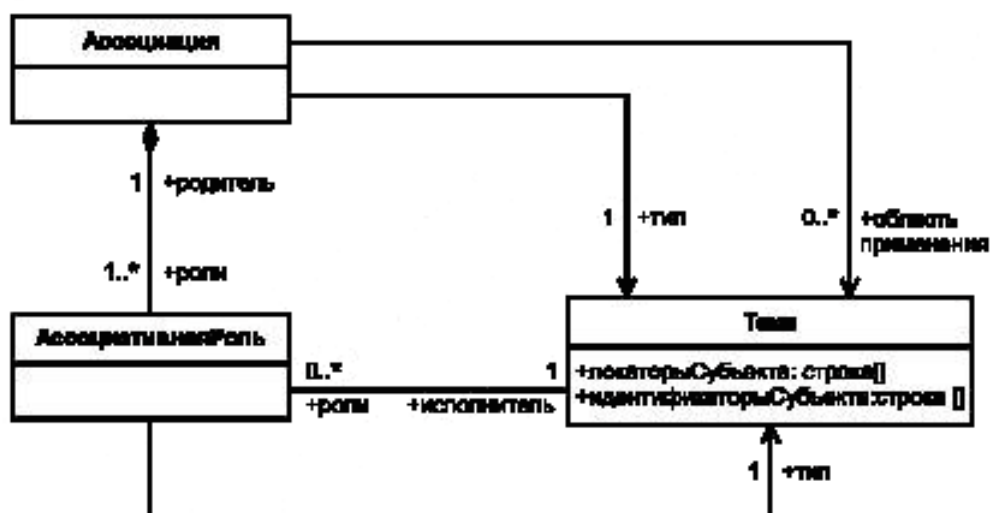 Ассоциация
1 +родитель
1 +тип
0..* +область
применения
1..* +роли
АссоциативнаяРоль
Тема
+локаторыСубъекта: строка[]
+идентификаторыСубъекта:строка []
0..* 1
+роли +исполнитель
1 +тип